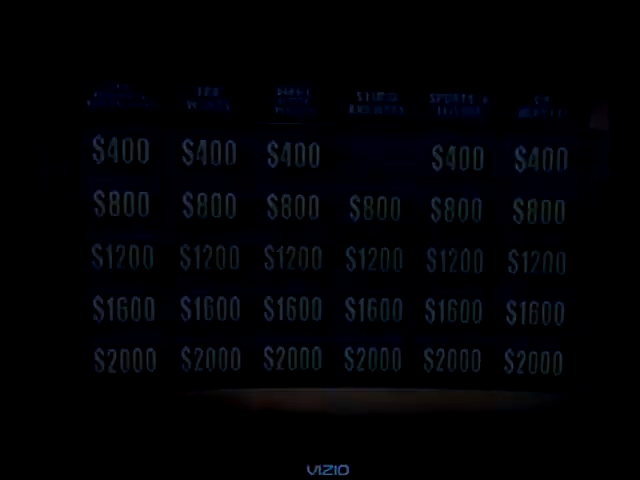 SPORTS &
$400 $400 $400 $400 $400
$800 $800 $800 $800 $800 $800
$1200 $1200 $1200 $1200 $1200 $1200
$1600 $1600 $1600 $1600 $1600 $1600
$2000 $2000 $2000 $2000 $2000 $2000
VIZIO